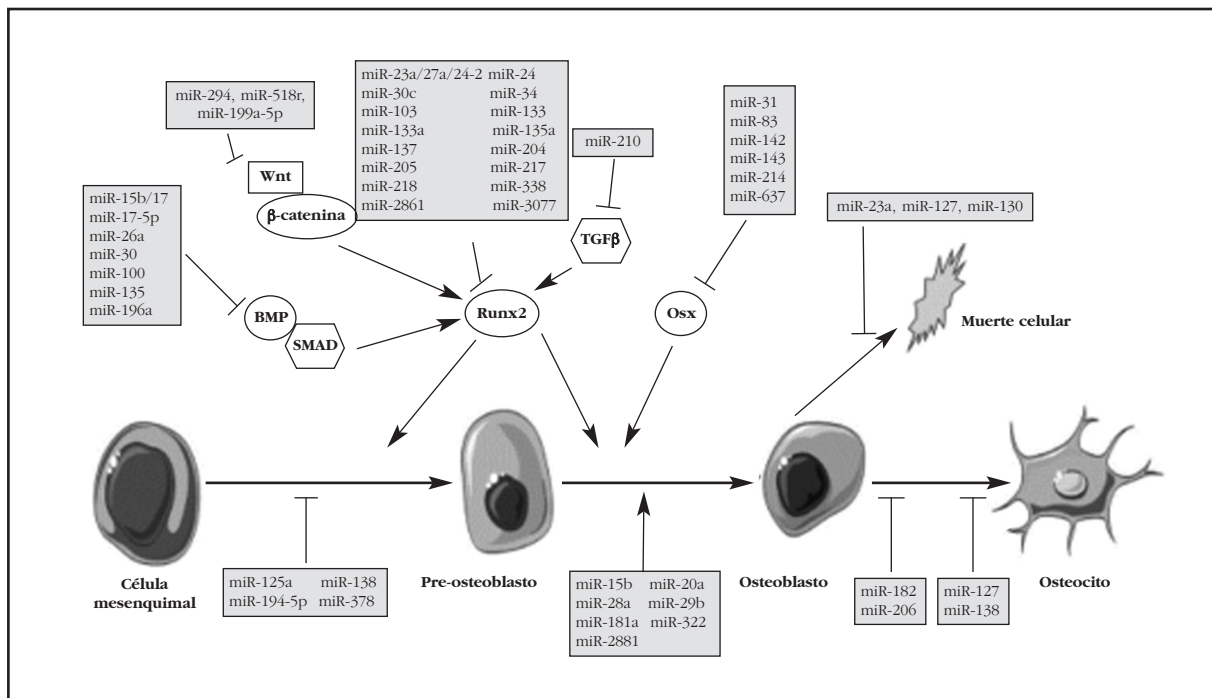 miR-294, miR-518r,
miR-199a-5p
Wnt
β-catenina
miR-23a/27a/24-2 miR-24
miR-30c miR-34
miR-103 miR-133
miR-133a miR-135a
miR-137 miR-204
miR-205 miR-217
miR-218 miR-338
miR-2861 miR-3077
miR-210
TGFβ
miR-31
miR-83
miR-142
miR-143
miR-214
miR-637
miR-15b/17
miR-17-5p
miR-26a
miR-30
miR-100
miR-135
miR-196a
BMP
SMAD
Runx2
Osx
miR-23a, miR-127, miR-130
Muerte celular
Célula
mesenquimal
miR-125a miR-138
miR-194-5p miR-378
Pre-osteoblasto
miR-15b miR-20a
miR-28a miR-29b
miR-181a miR-322
miR-2881
Osteoblasto
miR-182
miR-206
miR-127
miR-138
Osteocito